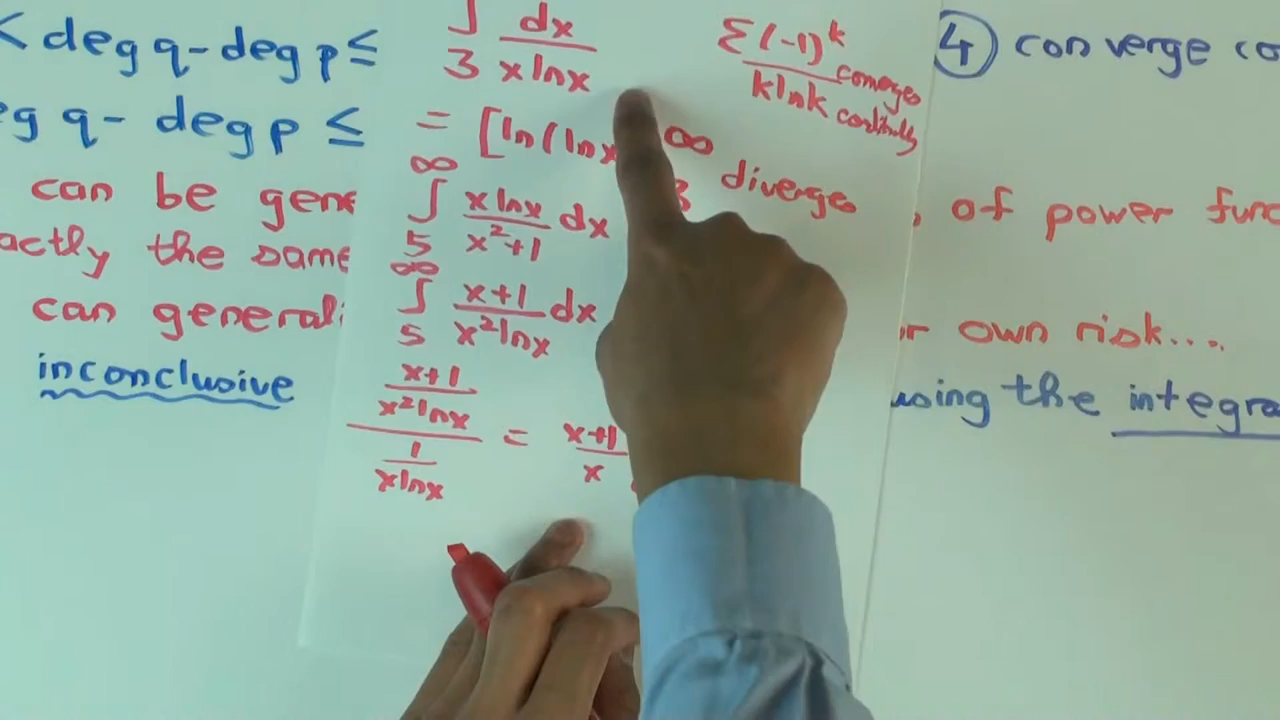 < deg q - deg p ≤
eg q - deg p ≤
can be gene
actly the same
can generali
inconclusive
∫ dx
3 x ln x
= [ln(ln x ∞
diverges
∞
∫ x ln x dx
5 x²+1
∞
∫ x+1 dx
5 x² ln x
x+1
x² ln x
1
x ln x
= x+1
x
Σ(-1)^k converges
k ln k
④ converge co
of power func
r own risk....
using the integra